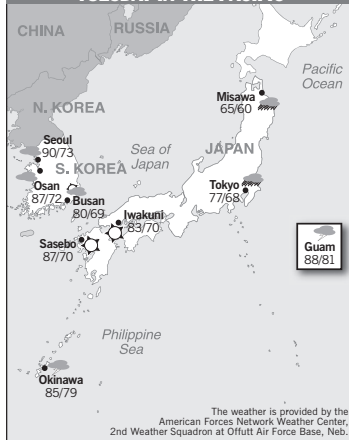 CHINA
RUSSIA
Pacific
Ocean
N. KOREA
Misawa
65/60
Seoul
90/73
Sea of
Japan
JAPAN
S. KOREA
Osan
87/72
Busan
80/69
Tokyo
77/68
Iwakuni
83/70
Sasebo
87/70
Guam
88/81
Philippine
Sea
Okinawa
85/79
The weather is provided by the
American Forces Network Weather Center,
2nd Weather Squadron at Offutt Air Force Base, Neb.